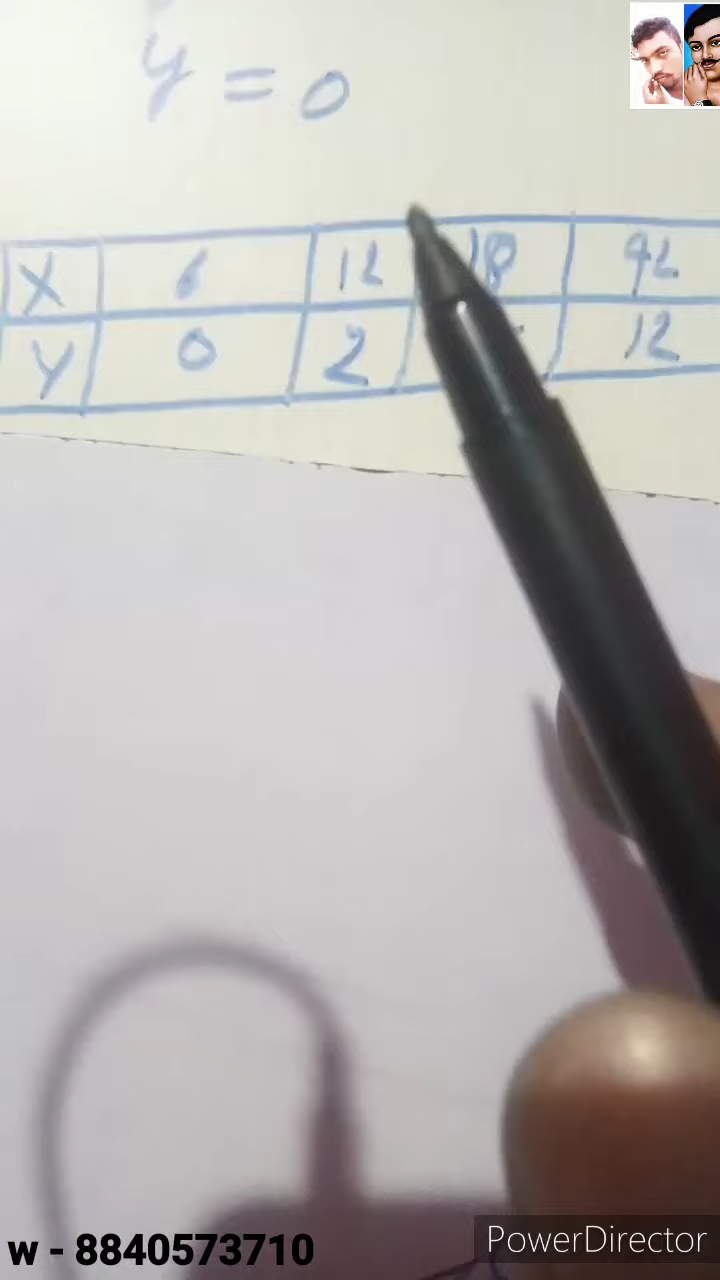 y = 0
X 6 12 18 42
Y 0 2 12
w - 8840573710
PowerDirector